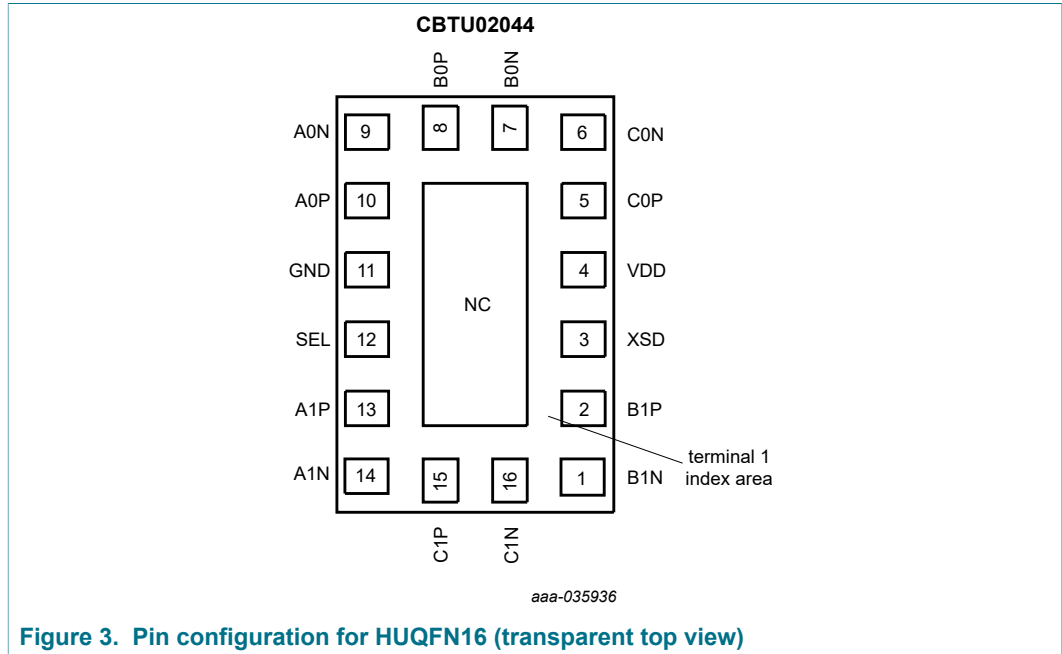 CBTU02044
B0P
B0N
A0N
9
8
7
6
C0N
A0P
10
5
C0P
GND
11
4
VDD
NC
SEL
12
3
XSD
A1P
13
2
B1P
terminal 1
index area
A1N
14
15
16
1
B1N
C1P
C1N
aaa-035936
Figure 3. Pin configuration for HUQFN16 (transparent top view)